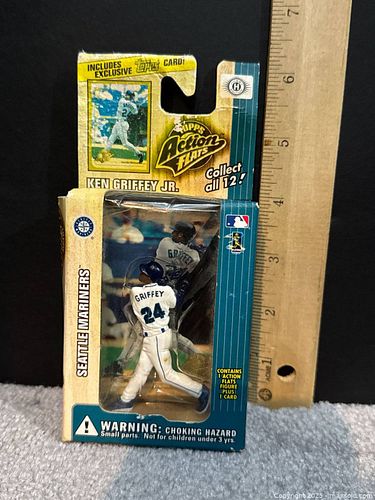 INCLUDES
EXCLUSIVE Topps CARD!
TOPPS
Action
FLATS
Collect
all 12!
KEN GRIFFEY JR.
SEATTLE MARINERS
GRIFFEY
24
CONTAINS
1 ACTION
FLATS
FIGURE
PLUS
1 CARD
WARNING: CHOKING HAZARD
Small parts. Not for children under 3 yrs.
7
6
5
4
3
2
1